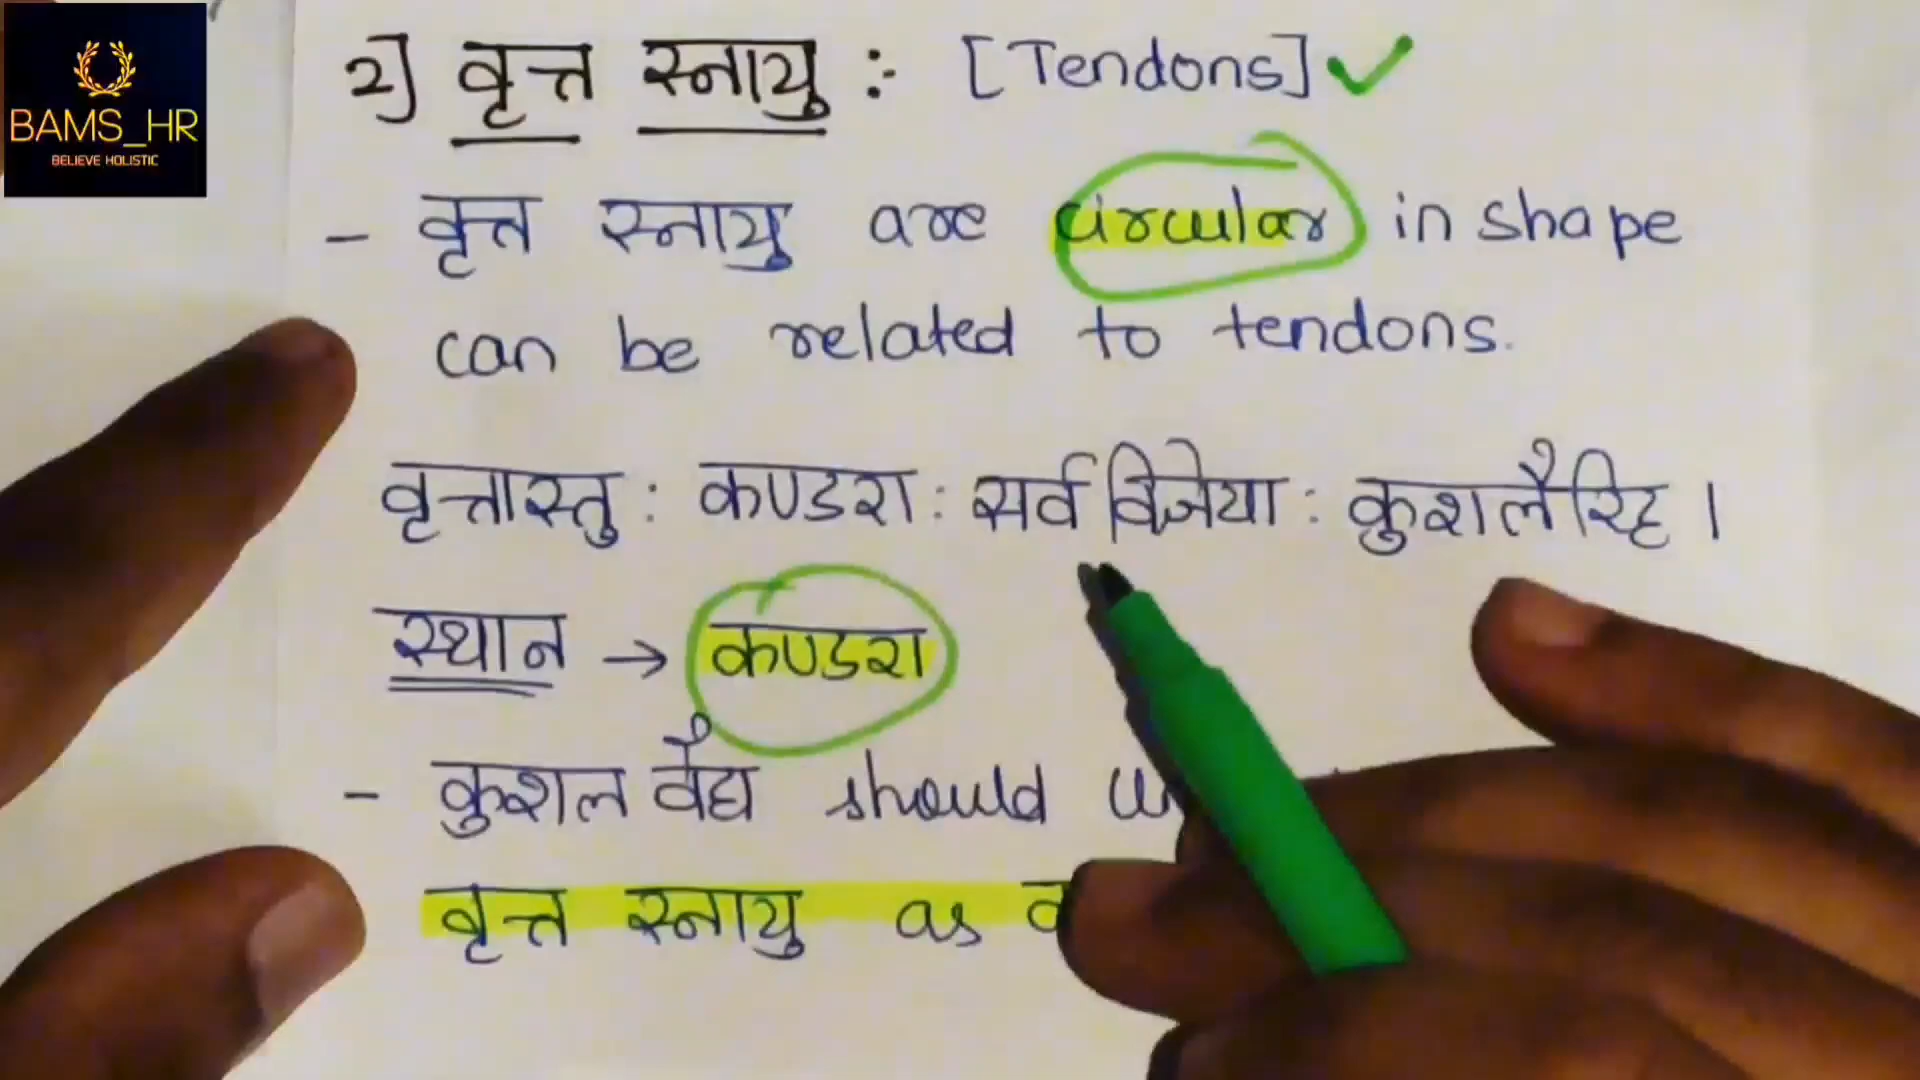 BAMS_HR
BELIEVE HOLISTIC
2] वृत्त स्नायु :- [Tendons] ✓
- वृत्त स्नायु are circular in shape
can be related to tendons.
वृत्तास्तु : कण्डरा : सर्व विजेया : कुशलैरिह ।
स्थान → कण्डरा
- कुशल वैद्य should
वृत्त स्नायु as